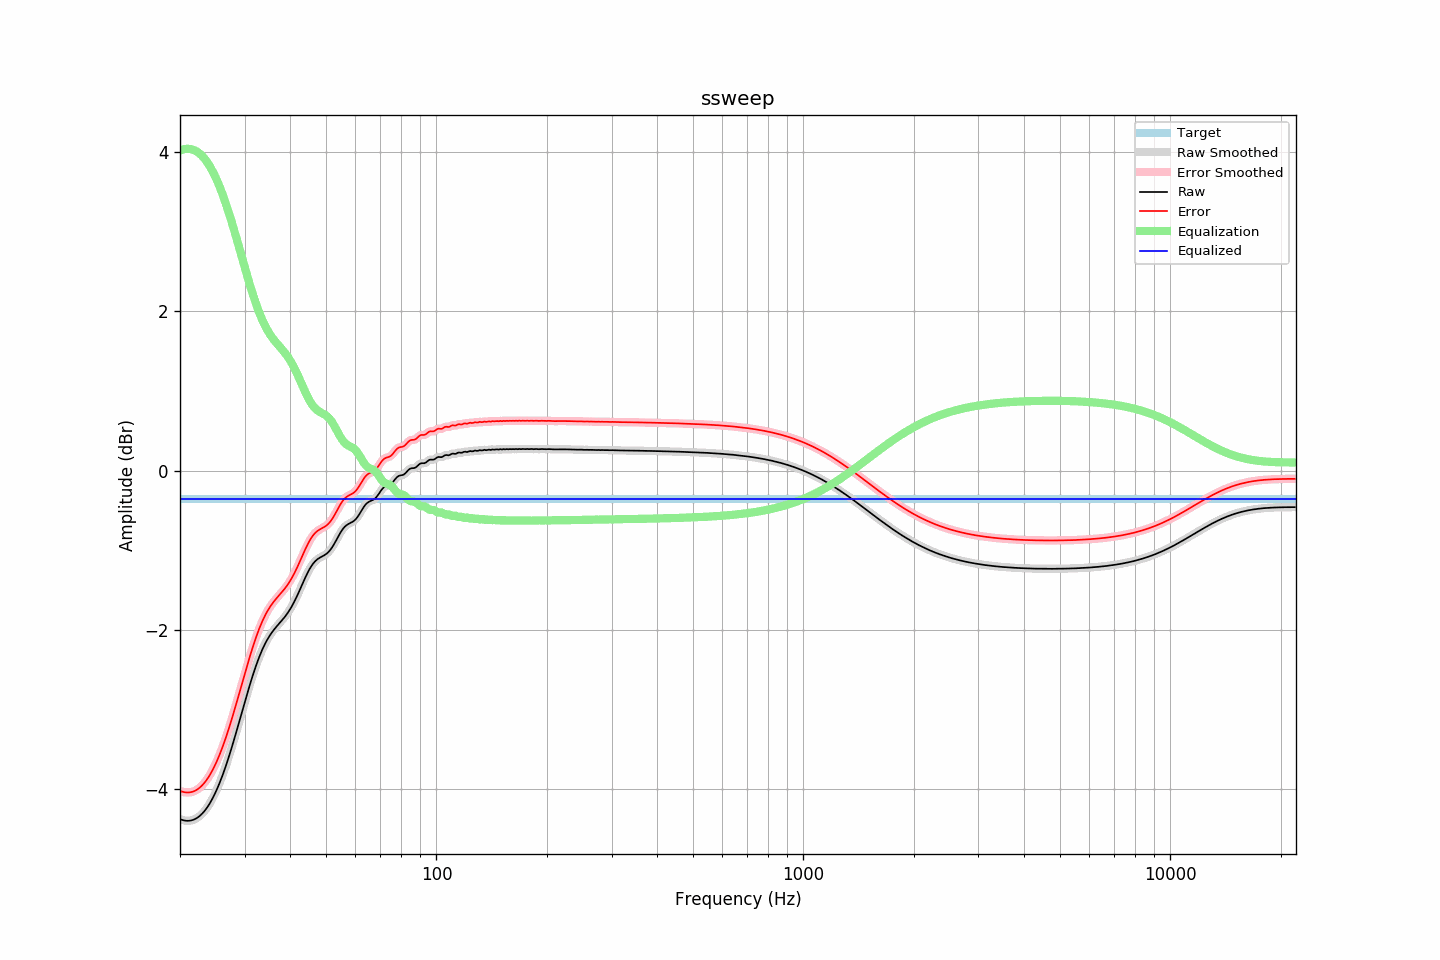 ssweep
Target
Raw Smoothed
Error Smoothed
Raw
Error
Equalization
Equalized
4
2
0
−2
−4
Amplitude (dBr)
100
1000
10000
Frequency (Hz)